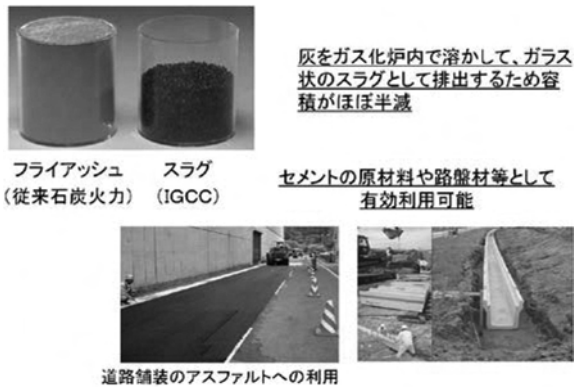 灰をガス化炉内で溶かして、ガラス
状のスラグとして排出するため容
積がほぼ半減
フライアッシュ
(従来石炭火力)
スラグ
(IGCC)
セメントの原材料や路盤材等として
有効利用可能
道路舗装のアスファルトへの利用